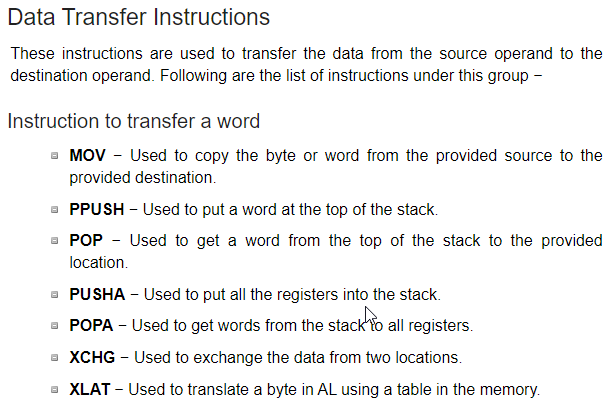 Data Transfer Instructions
These instructions are used to transfer the data from the source operand to the
destination operand. Following are the list of instructions under this group −
Instruction to transfer a word
MOV − Used to copy the byte or word from the provided source to the
provided destination.
PPUSH − Used to put a word at the top of the stack.
POP − Used to get a word from the top of the stack to the provided
location.
PUSHA − Used to put all the registers into the stack.
POPA − Used to get words from the stack to all registers.
XCHG − Used to exchange the data from two locations.
XLAT − Used to translate a byte in AL using a table in the memory.